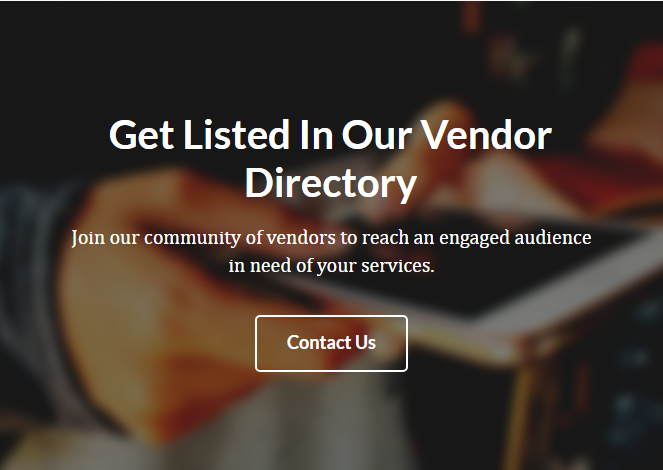 Get Listed In Our Vendor
Directory
Join our community of vendors to reach an engaged audience
in need of your services.
Contact Us